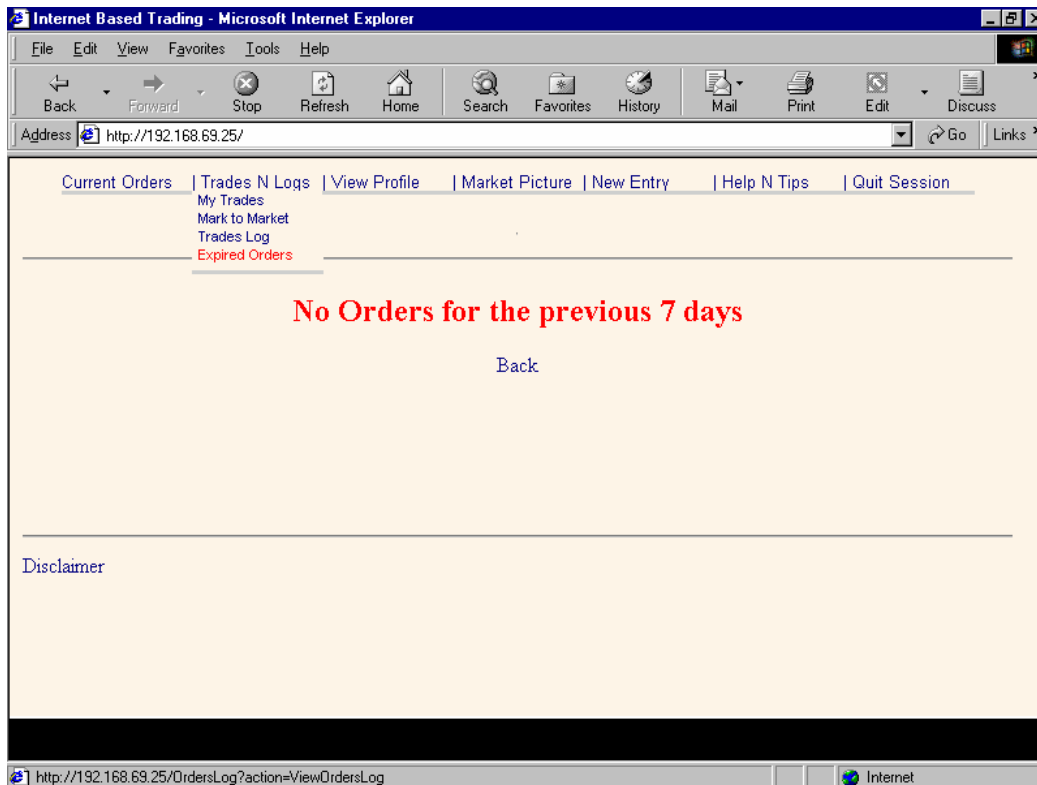 Internet Based Trading - Microsoft Internet Explorer
File Edit View Favorites Tools Help
Back Forward Stop Refresh Home Search Favorites History Mail Print Edit Discuss
Address http://192.168.69.25/ Go Links
Current Orders | Trades N Logs | View Profile | Market Picture | New Entry | Help N Tips | Quit Session
My Trades
Mark to Market
Trades Log
Expired Orders
No Orders for the previous 7 days
Back
Disclaimer
http://192.168.69.25/OrdersLog?action=ViewOrdersLog Internet